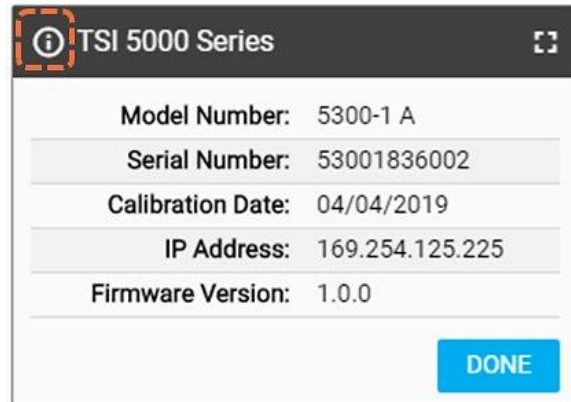 TSI 5000 Series
Model Number: 5300-1 A
Serial Number: 53001836002
Calibration Date: 04/04/2019
IP Address: 169.254.125.225
Firmware Version: 1.0.0
DONE